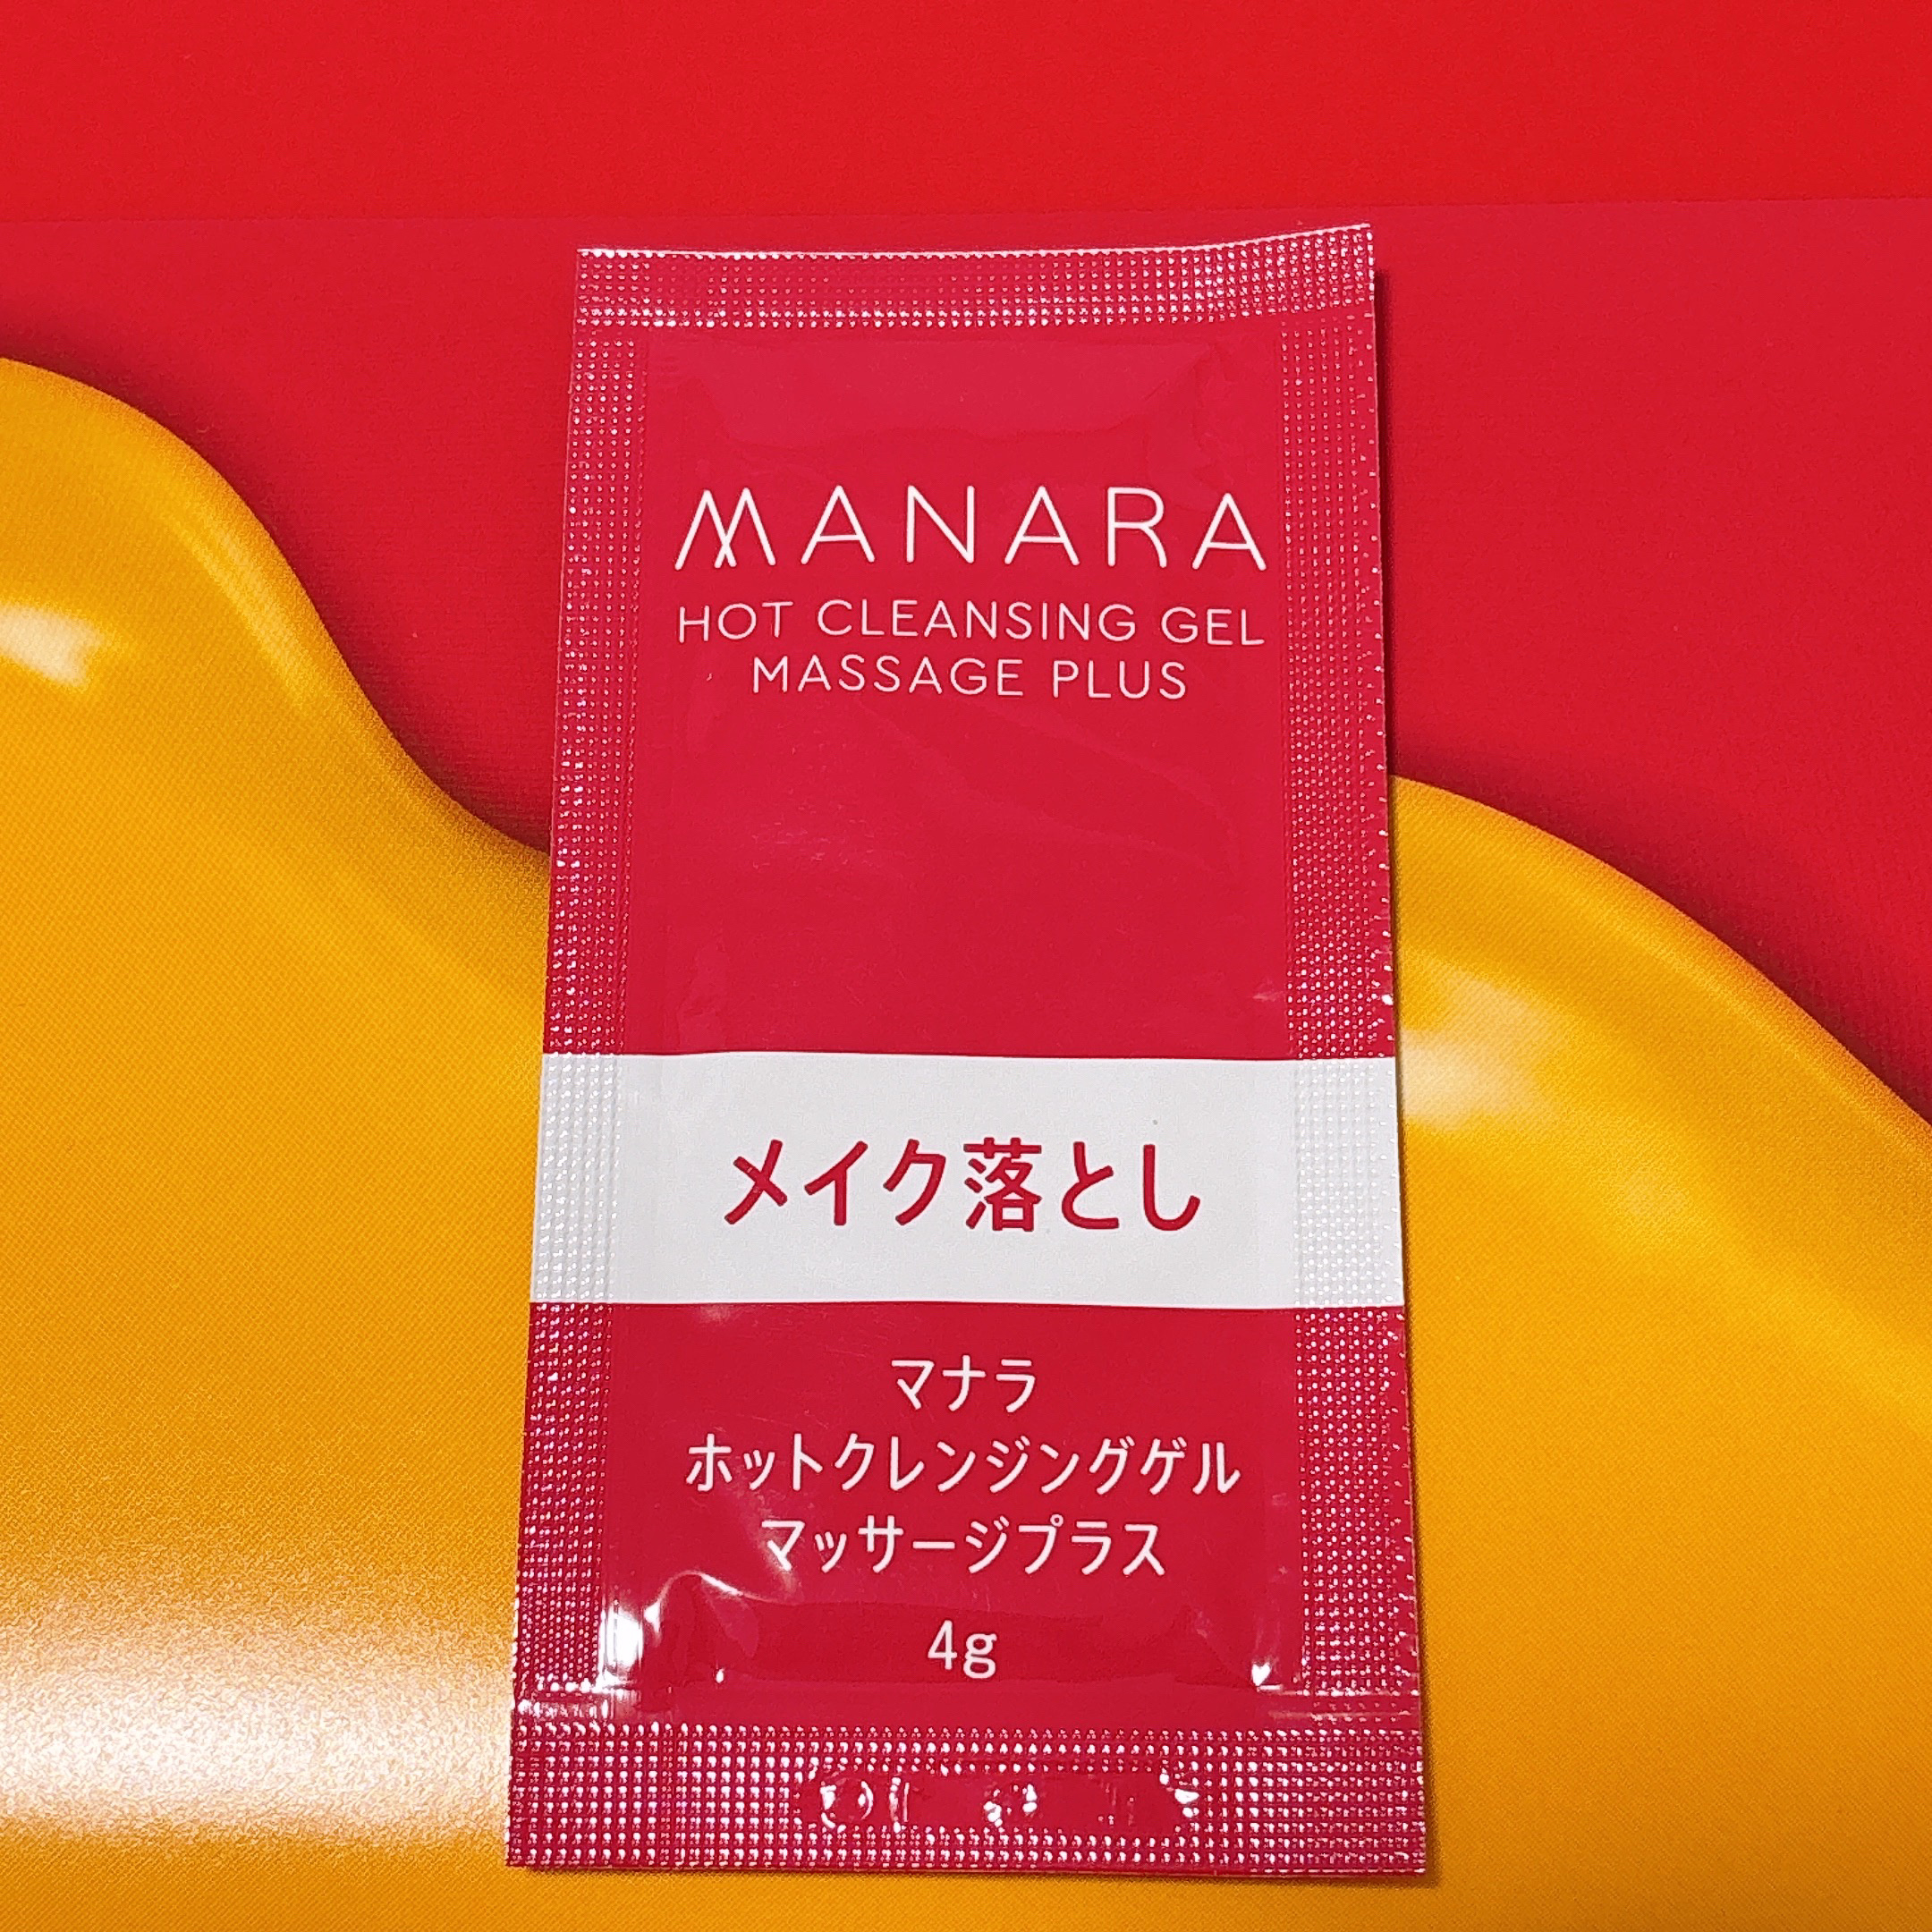 MANARA
HOT CLEANSING GEL
MASSAGE PLUS
メイク落とし
マナラ
ホットクレンジングゲル
マッサージプラス
4g